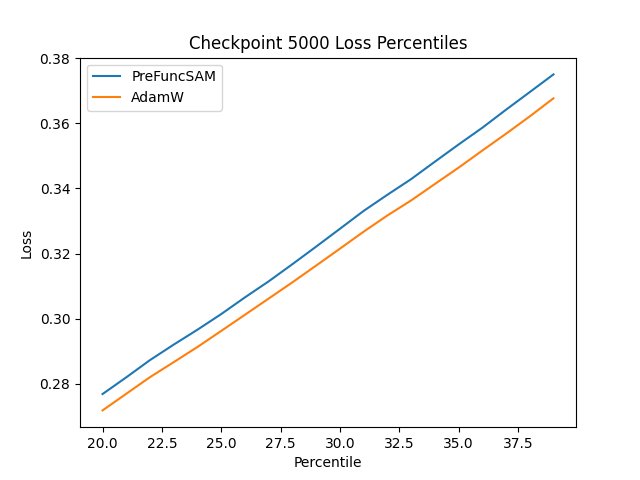 Checkpoint 5000 Loss Percentiles
PreFuncSAM
AdamW
Loss
0.38
0.36
0.34
0.32
0.30
0.28
20.0 22.5 25.0 27.5 30.0 32.5 35.0 37.5
Percentile